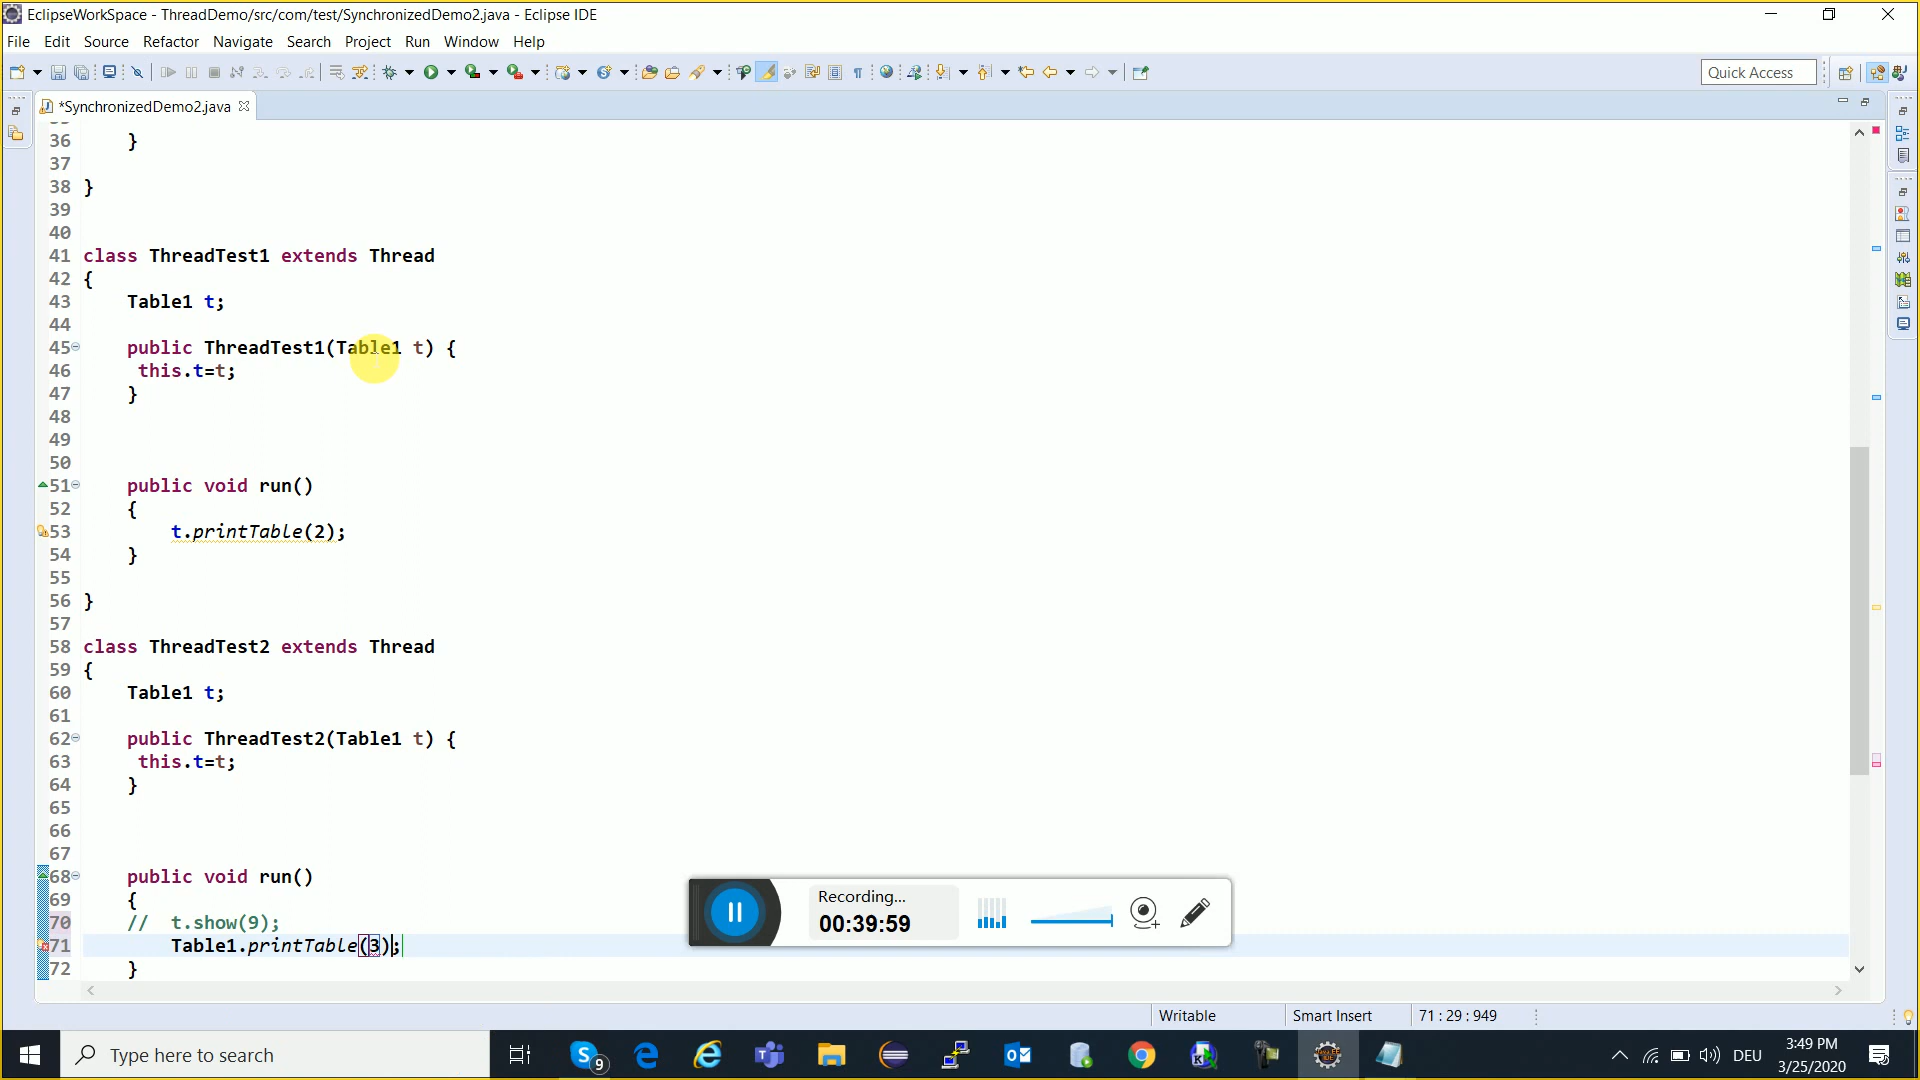 EclipseWorkSpace - ThreadDemo/src/com/test/SynchronizedDemo2.java - Eclipse IDE
File Edit Source Refactor Navigate Search Project Run Window Help
Quick Access
*SynchronizedDemo2.java
36 }
37
38 }
39
40
41 class ThreadTest1 extends Thread
42 {
43 Table1 t;
44
45 public ThreadTest1(Table1 t) {
46 this.t=t;
47 }
48
49
50
51 public void run()
52 {
53 t.printTable(2);
54 }
55
56 }
57
58 class ThreadTest2 extends Thread
59 {
60 Table1 t;
61
62 public ThreadTest2(Table1 t) {
63 this.t=t;
64 }
65
66
67
68 public void run()
69 {
70 // t.show(9);
71 Table1.printTable(3);
72 }
Recording...
00:39:59
Writable Smart Insert 71 : 29 : 949
Type here to search
9
DEU
3:49 PM
3/25/2020